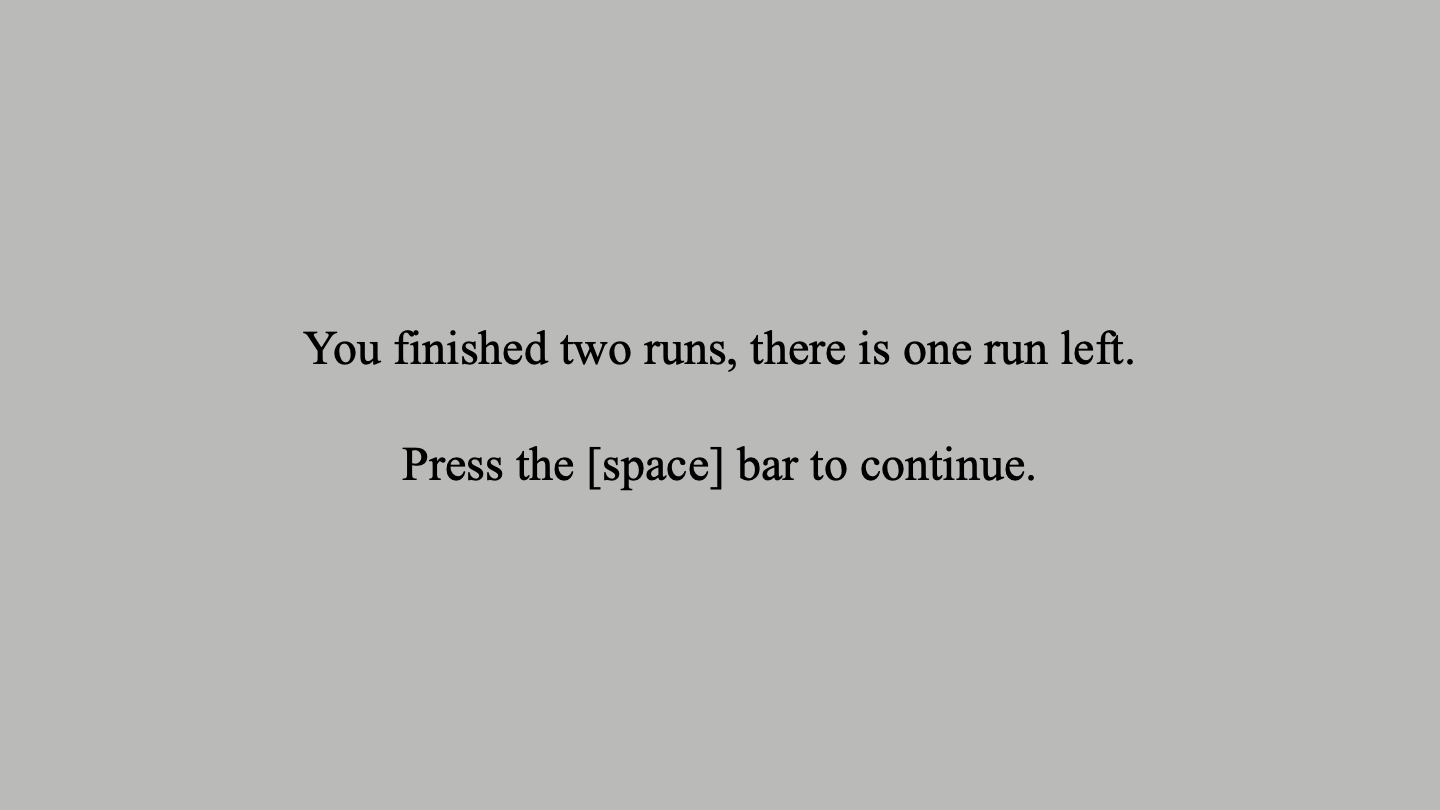 You finished two runs, there is one run left.
Press the [space] bar to continue.